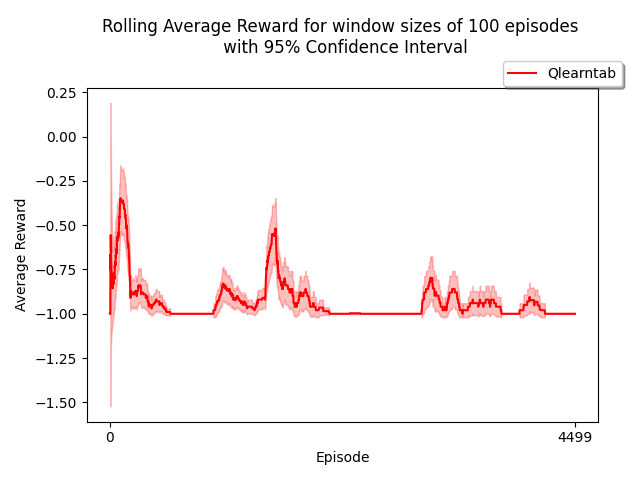 Rolling Average Reward for window sizes of 100 episodes
with 95% Confidence Interval
Qlearntab
0.25
0.00
−0.25
−0.50
−0.75
−1.00
−1.25
−1.50
Average Reward
0
4499
Episode